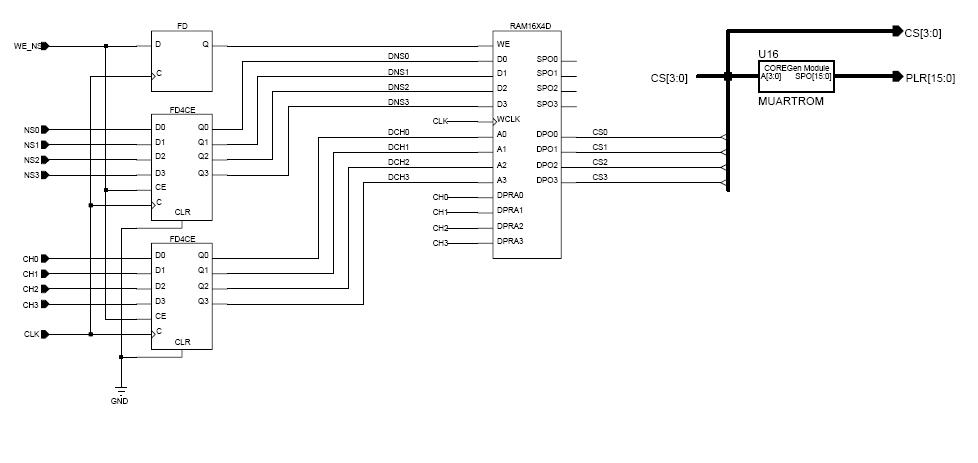 FD
WE_NS
D
Q
C
FD4CE
NS0
D0
Q0
NS1
D1
Q1
NS2
D2
Q2
NS3
D3
Q3
CE
C
CLR
FD4CE
CH0
D0
Q0
CH1
D1
Q1
CH2
D2
Q2
CH3
D3
Q3
CE
CLK
C
CLR
GND
RAM16X4D
WE
DNS0
D0
SPO0
DNS1
D1
SPO1
DNS2
D2
SPO2
DNS3
D3
SPO3
CLK
WCLK
DCH0
A0
DPO0
CS0
DCH1
A1
DPO1
CS1
DCH2
A2
DPO2
CS2
DCH3
A3
DPO3
CS3
CH0
DPRA0
CH1
DPRA1
CH2
DPRA2
CH3
DPRA3
CS[3:0]
CS[3:0]
U16
COREGen Module
A[3:0]
SPO[15:0]
PLR[15:0]
MUARTROM